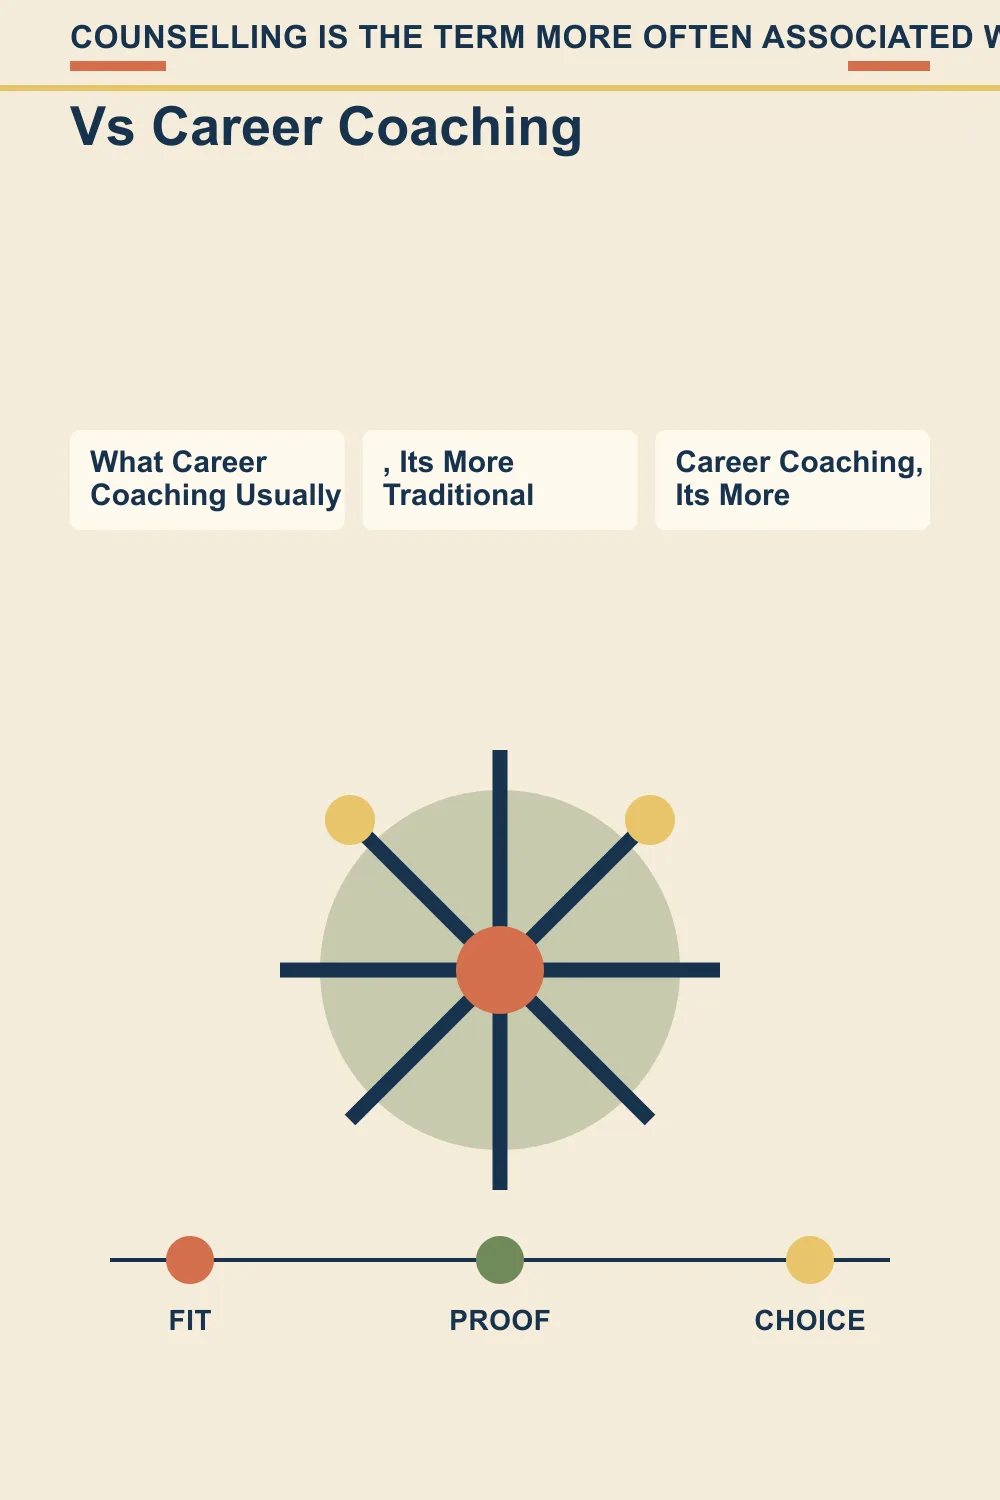 COUNSELLING IS THE TERM MORE OFTEN ASSOCIATED
Vs Career Coaching
What Career
Coaching Usually
, Its More
Traditional
Career Coaching,
Its More
FIT
PROOF
CHOICE